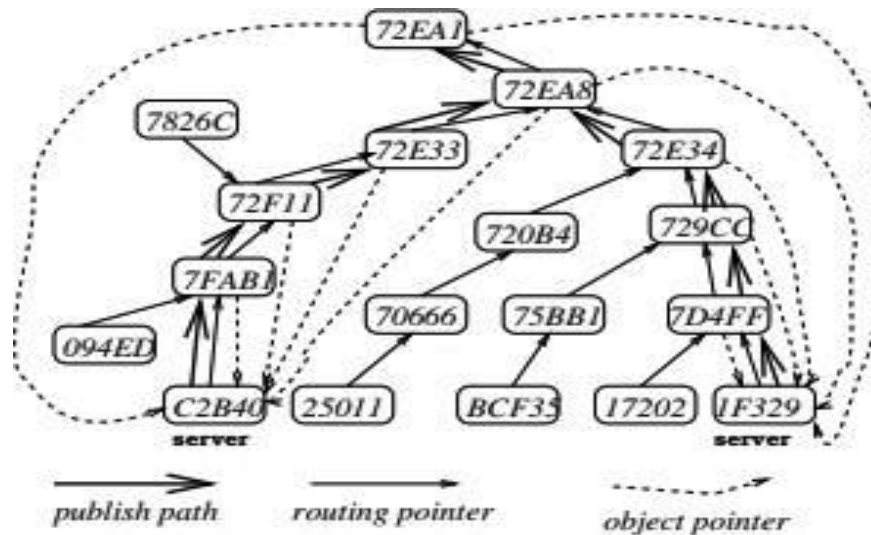 72EA1
72EA8
7826C
72E33
72E34
72F11
720B4
729CC
7FAB1
70666
75BB1
7D4FF
094ED
C2B40
25011
BCF35
17202
1F329
server
server
publish path
routing pointer
object pointer